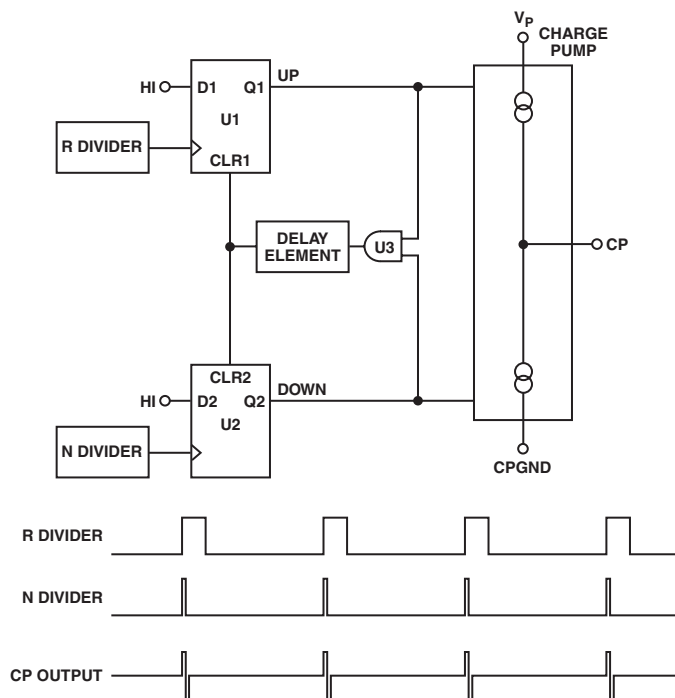 VP
CHARGE
PUMP
UP
HI
D1
Q1
U1
R DIVIDER
CLR1
DELAY
ELEMENT
U3
CP
CLR2
DOWN
HI
D2
Q2
U2
N DIVIDER
CPGND
R DIVIDER
N DIVIDER
CP OUTPUT